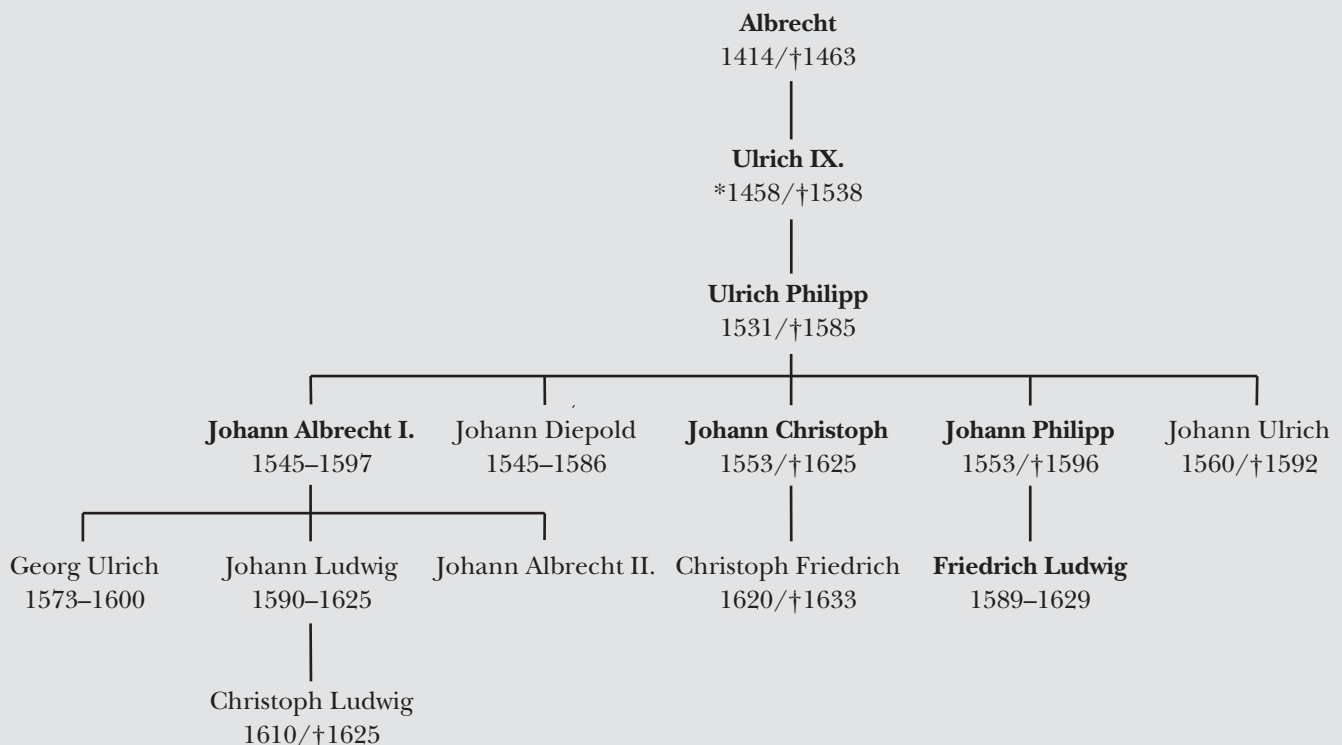 Albrecht
1414/†1463
Ulrich IX.
*1458/†1538
Ulrich Philipp
1531/†1585
Johann Albrecht I.
1545–1597
Johann Diepold
1545–1586
Johann Christoph
1553/†1625
Johann Philipp
1553/†1596
Johann Ulrich
1560/†1592
Georg Ulrich
1573–1600
Johann Ludwig
1590–1625
Johann Albrecht II.
Christoph Friedrich
1620/†1633
Friedrich Ludwig
1589–1629
Christoph Ludwig
1610/†1625